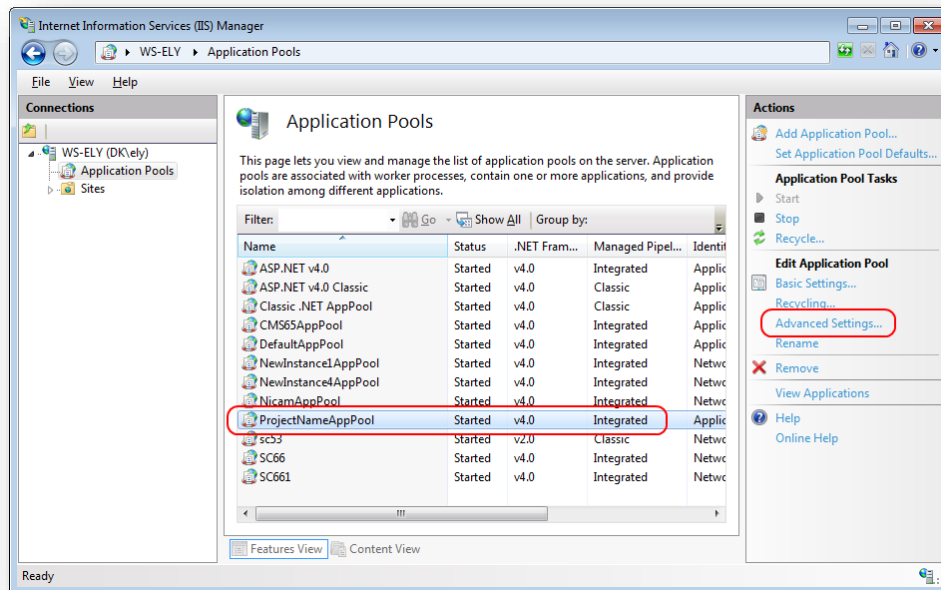 Internet Information Services (IIS) Manager
WS-ELY Application Pools
File View Help
Connections
WS-ELY (DK\ely)
Application Pools
Sites
Application Pools
This page lets you view and manage the list of application pools on the server. Application
pools are associated with worker processes, contain one or more applications, and provide
isolation among different applications.
Filter: Go Show All Group by:
Name Status .NET Fram... Managed Pipel... Identit
ASP.NET v4.0 Started v4.0 Integrated Applic
ASP.NET v4.0 Classic Started v4.0 Classic Applic
Classic .NET AppPool Started v4.0 Classic Applic
CMS65AppPool Started v4.0 Integrated Applic
DefaultAppPool Started v4.0 Integrated Applic
NewInstance1AppPool Started v4.0 Integrated Netwo
NewInstance4AppPool Started v4.0 Integrated Netwo
NicamAppPool Started v4.0 Integrated Netwo
ProjectNameAppPool Started v4.0 Integrated Applic
sc53 Started v2.0 Classic Netwo
SC66 Started v4.0 Integrated Netwo
SC661 Started v4.0 Integrated Netwo
Features View Content View
Actions
Add Application Pool...
Set Application Pool Defaults...
Application Pool Tasks
Start
Stop
Recycle...
Edit Application Pool
Basic Settings...
Recycling...
Advanced Settings...
Rename
Remove
View Applications
Help
Online Help
Ready